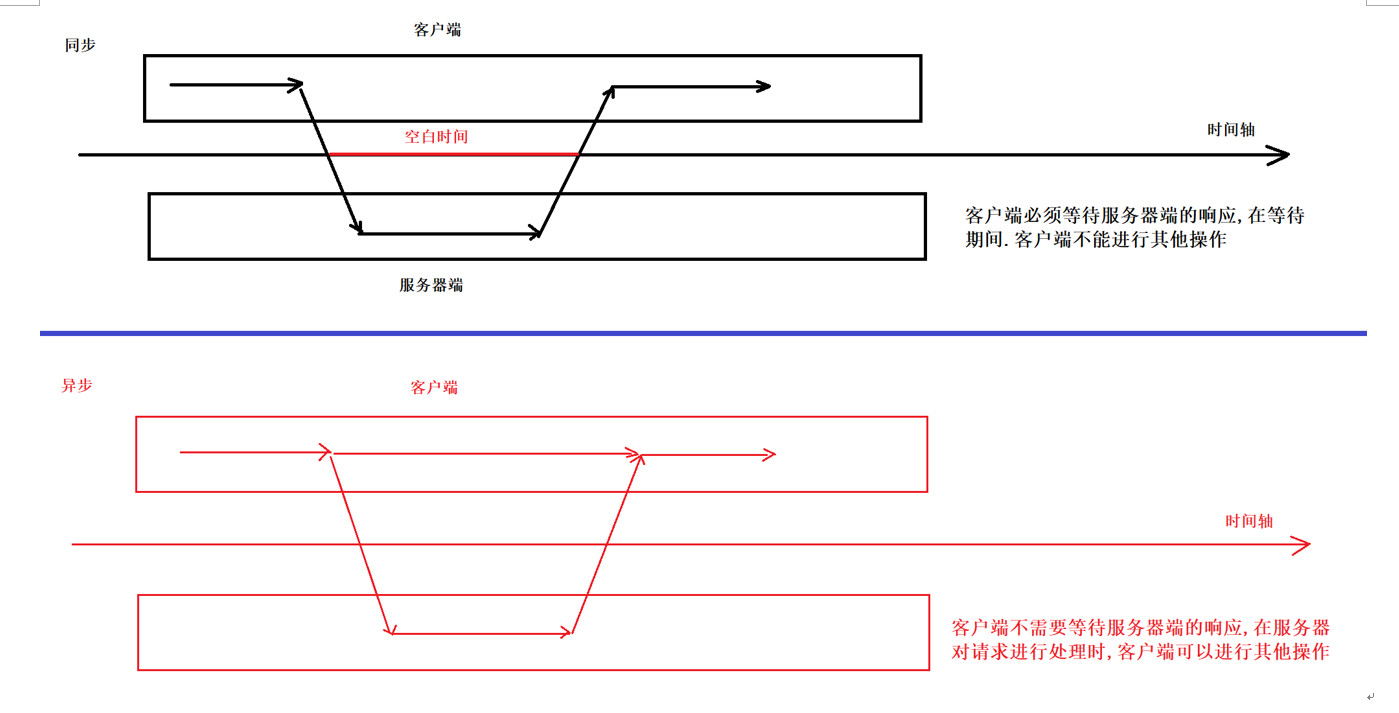 客户端
同步
时间轴
空白时间
客户端必须等待服务器端的响应,在等待
期间.客户端不能进行其他操作
服务器端
异步
客户端
时间轴
客户端不需要等待服务器端的响应,在服务器
对请求进行处理时,客户端可以进行其他操作